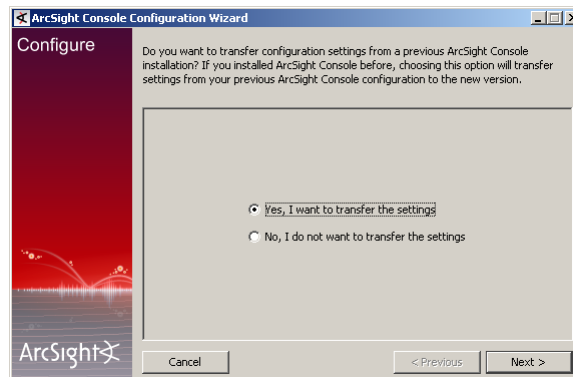 ArcSight Console Configuration Wizard
Configure
Do you want to transfer configuration settings from a previous ArcSight Console
installation? If you installed ArcSight Console before, choosing this option will transfer
settings from your previous ArcSight Console configuration to the new version.
Yes, I want to transfer the settings
No, I do not want to transfer the settings
ArcSight
Cancel
< Previous
Next >